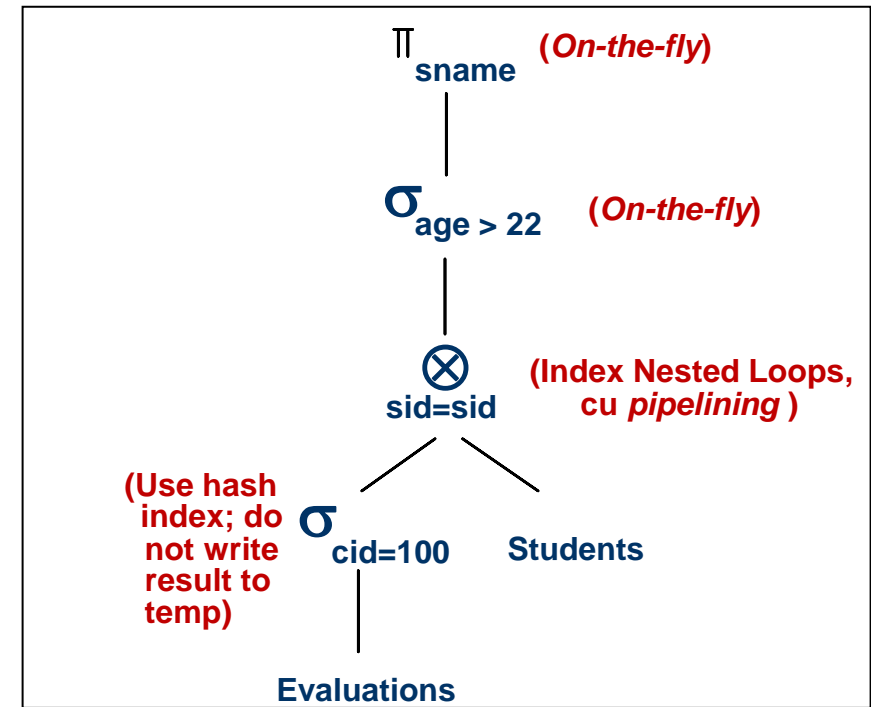 π sname (On-the-fly)
σ age > 22 (On-the-fly)
⊗
sid=sid
(Index Nested Loops,
cu pipelining )
(Use hash
index; do
not write
result to
temp)
σ cid=100
Students
Evaluations